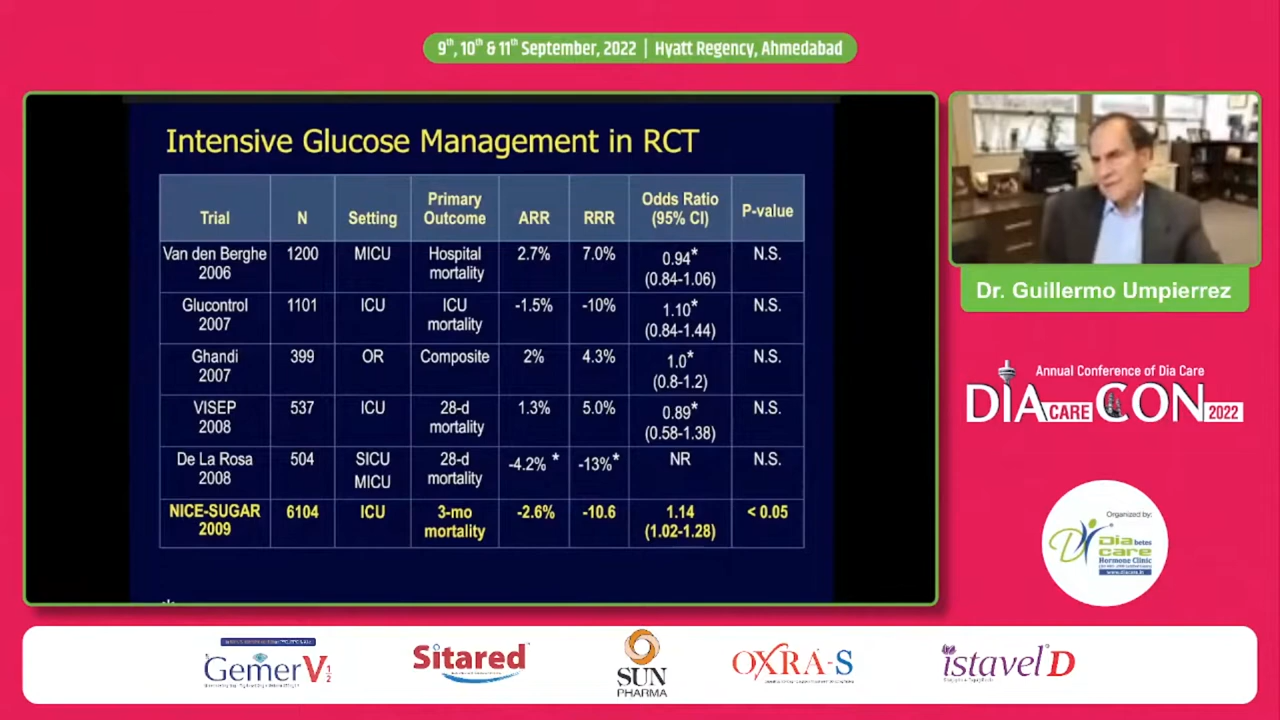 9th, 10th & 11th September, 2022 | Hyatt Regency, Ahmedabad
Intensive Glucose Management in RCT
Trial N Setting Primary Outcome ARR RRR Odds Ratio (95% CI) P-value
Van den Berghe 2006 1200 MICU Hospital mortality 2.7% 7.0% 0.94* (0.84-1.06) N.S.
Glucontrol 2007 1101 ICU ICU mortality -1.5% -10% 1.10* (0.84-1.44) N.S.
Ghandi 2007 399 OR Composite 2% 4.3% 1.0* (0.8-1.2) N.S.
VISEP 2008 537 ICU 28-d mortality 1.3% 5.0% 0.89* (0.58-1.38) N.S.
De La Rosa 2008 504 SICU MICU 28-d mortality -4.2% * -13%* NR N.S.
NICE-SUGAR 2009 6104 ICU 3-mo mortality -2.6% -10.6 1.14 (1.02-1.28) < 0.05
Dr. Guillermo Umpierrez
Annual Conference of Dia Care
DIA CARE CON 2022
Organized by:
Diabetes
care
Hormone Clinic
www.diacare.in
GemerV 1/2
Sitared
SUN
PHARMA
OXRA-S
istavel D